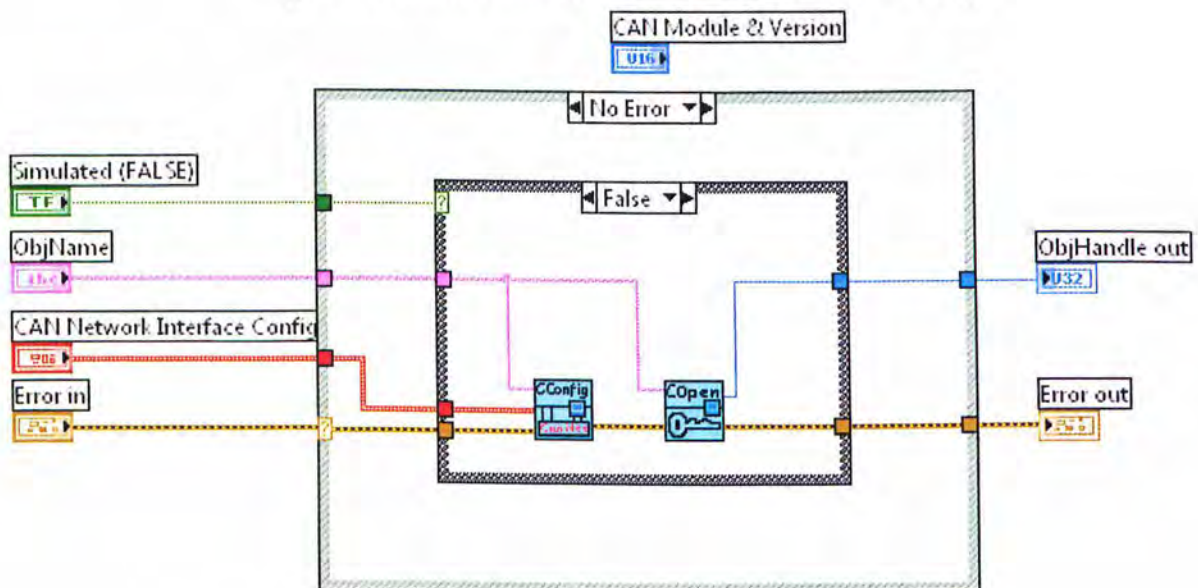 CAN Module & Version
U16
No Error
Simulated (FALSE)
TF
?
False
ObjName
abc
ObjHandle out
U32
CAN Network Interface Config
CConfig
COpen
Error in
?
Error out